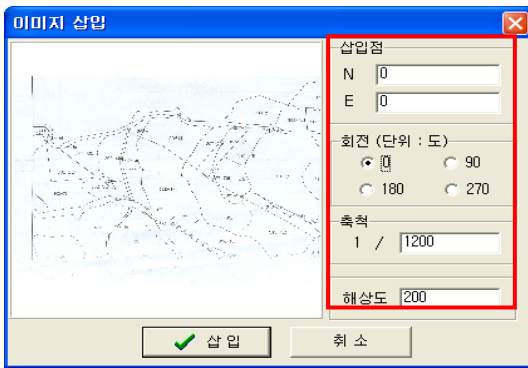 이미지 삽입
삽입점
N 0
E 0
회전 (단위 : 도)
0 90
180 270
축척
1 / 1200
해상도 200
삽 입 취 소